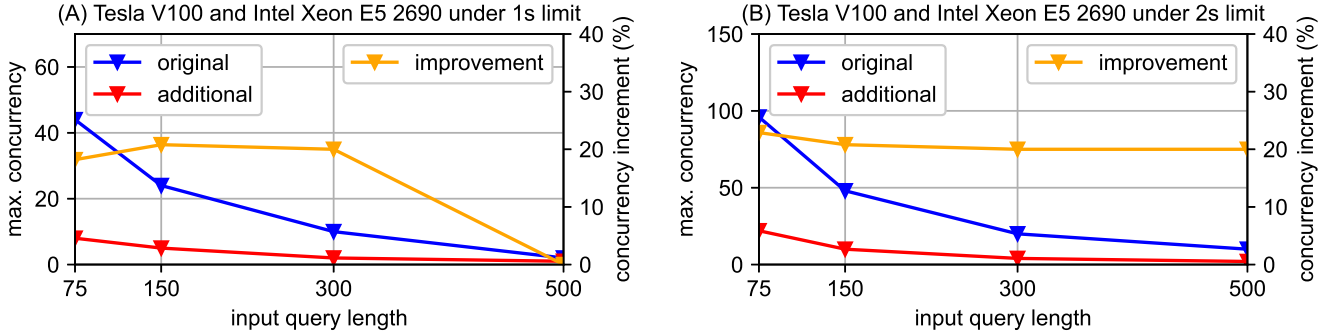 (A) Tesla V100 and Intel Xeon E5 2690 under 1s limit
max. concurrency
60
40
20
0
original
additional
improvement
40
30
20
10
0
concurrency increment (%)
75 150 300 500
input query length
(B) Tesla V100 and Intel Xeon E5 2690 under 2s limit
max. concurrency
150
100
50
0
original
additional
improvement
40
30
20
10
0
concurrency increment (%)
75 150 300 500
input query length